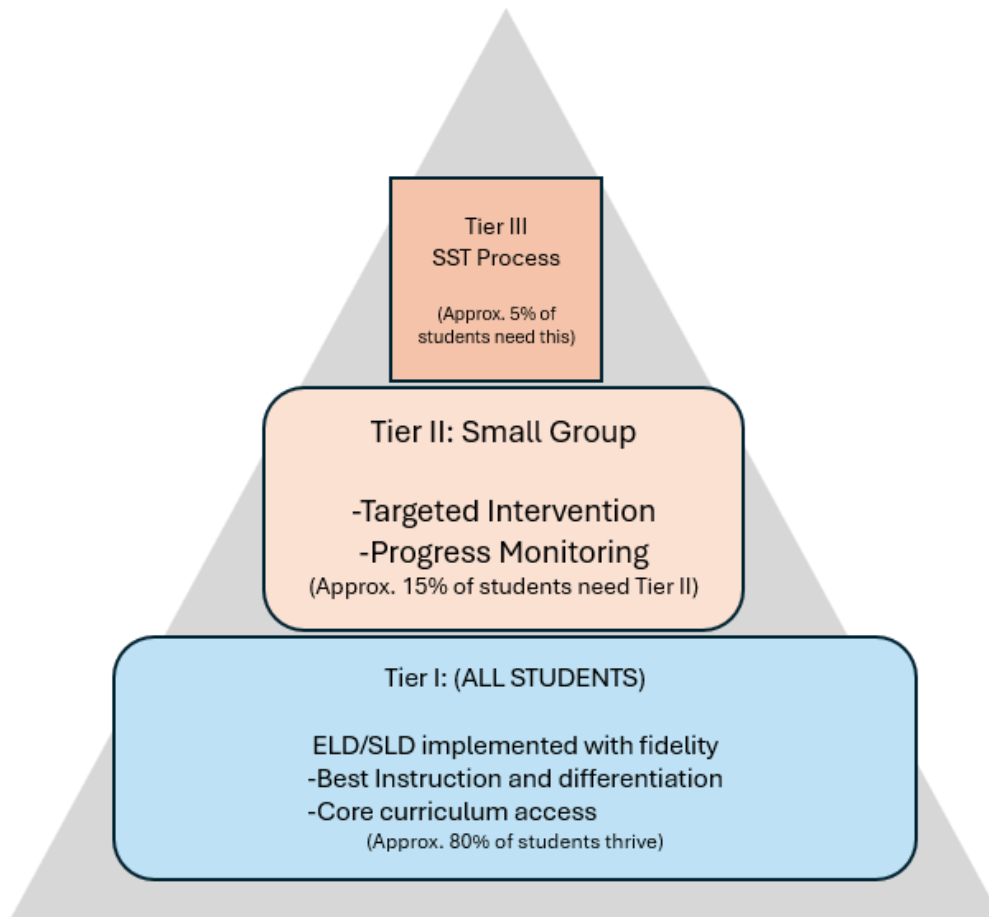 Tier III
SST Process
(Approx. 5% of
students need this)
Tier II: Small Group
-Targeted Intervention
-Progress Monitoring
(Approx. 15% of students need Tier II)
Tier I: (ALL STUDENTS)
ELD/SLD implemented with fidelity
-Best Instruction and differentiation
-Core curriculum access
(Approx. 80% of students thrive)